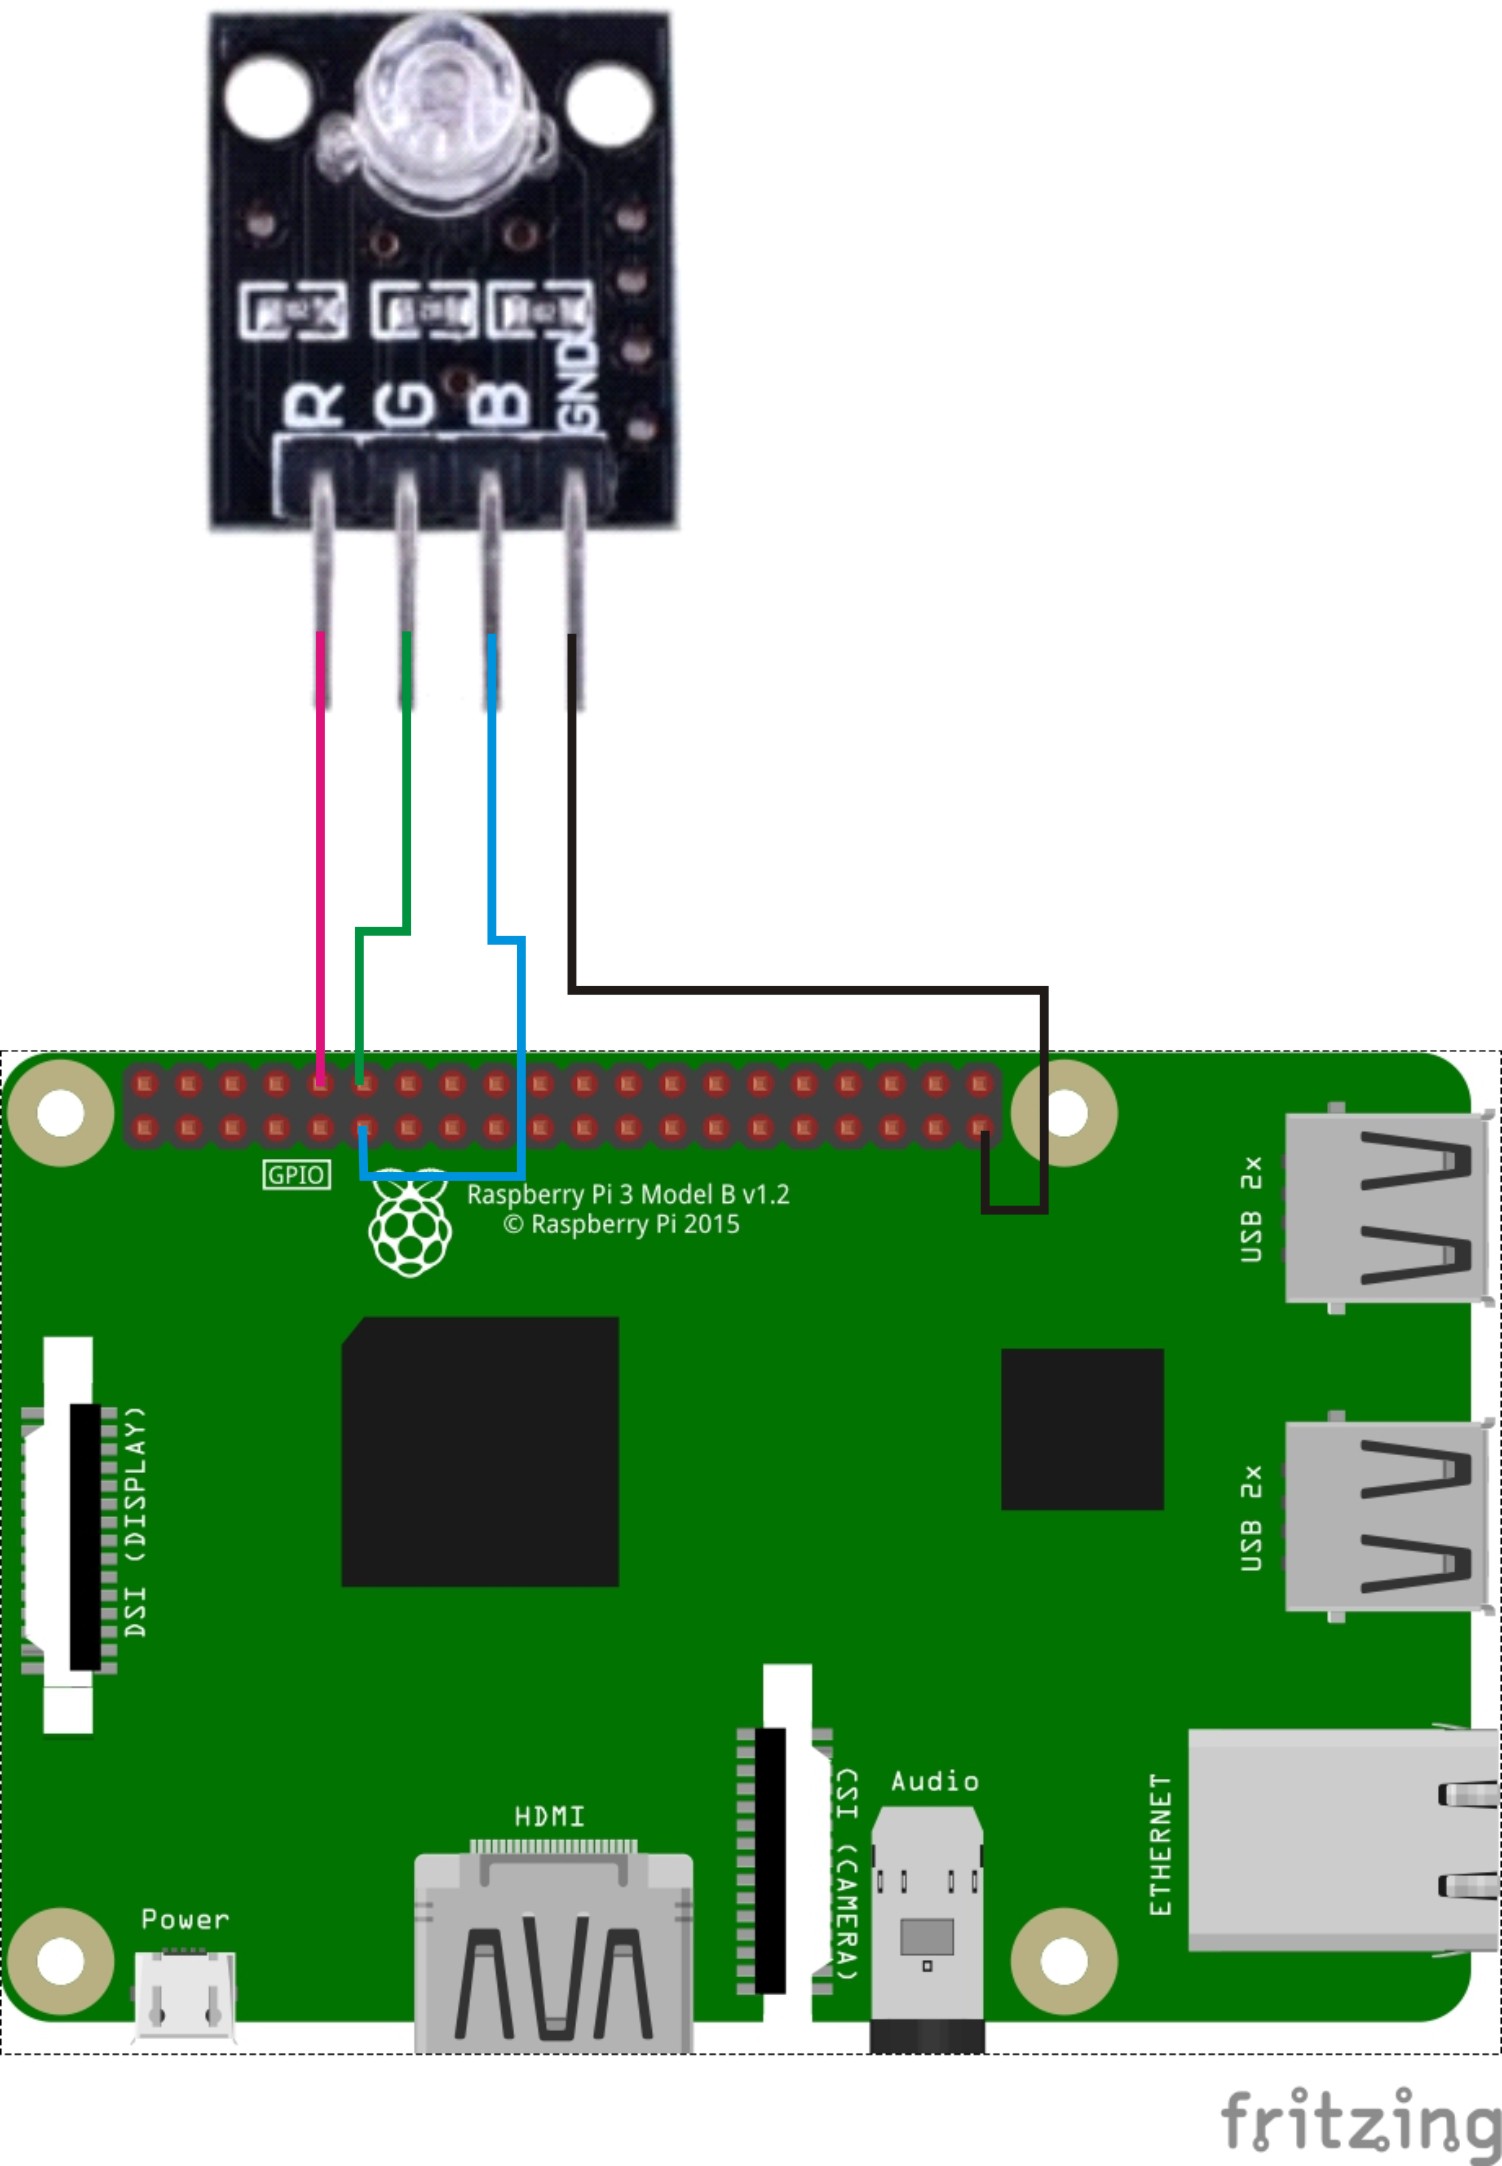 R G B GND
GPIO
Raspberry Pi 3 Model B v1.2
© Raspberry Pi 2015
USB 2x
DSI (DISPLAY)
USB 2x
CSI (CAMERA)
Audio
ETHERNET
HDMI
Power
fritzing